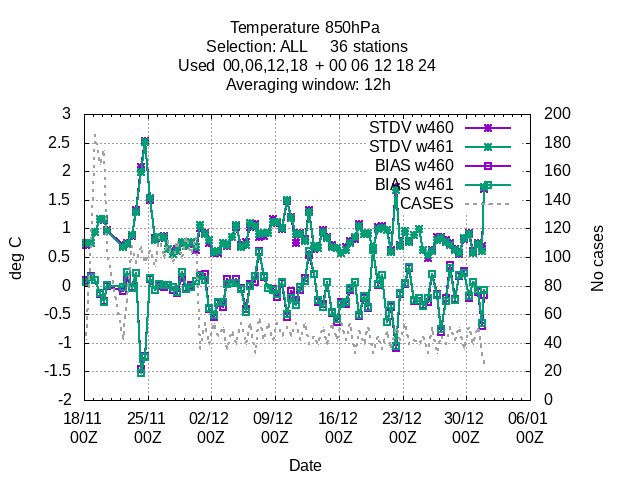 Temperature 850hPa
Selection: ALL 36 stations
Used 00,06,12,18 + 00 06 12 18 24
Averaging window: 12h
STDV w460
STDV w461
BIAS w460
BIAS w461
CASES
3
2.5
2
1.5
1
0.5
0
-0.5
-1
-1.5
-2
deg C
200
180
160
140
120
100
80
60
40
20
0
No cases
18/11 25/11 02/12 09/12 16/12 23/12 30/12 06/01
00Z 00Z 00Z 00Z 00Z 00Z 00Z 00Z
Date